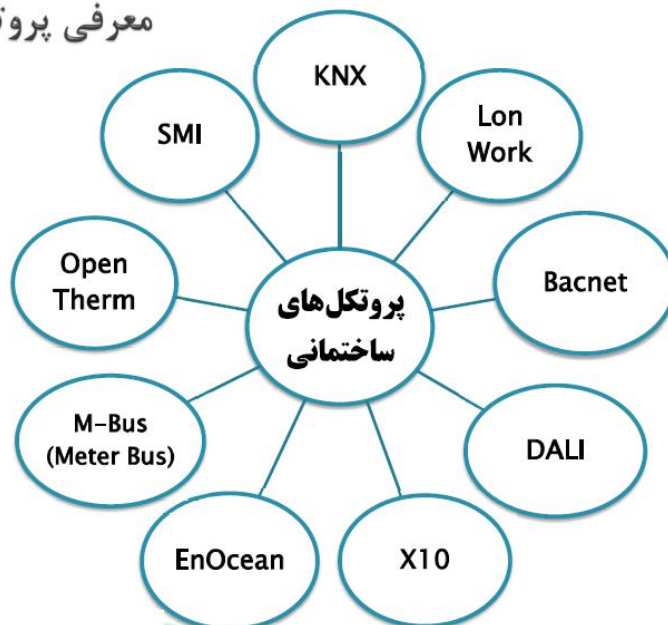 معرفی
KNX
SMI
Lon
Work
Open
Therm
Bacnet
پروتکل‌های
ساختمانی
M-Bus
(Meter Bus)
DALI
EnOcean
X10